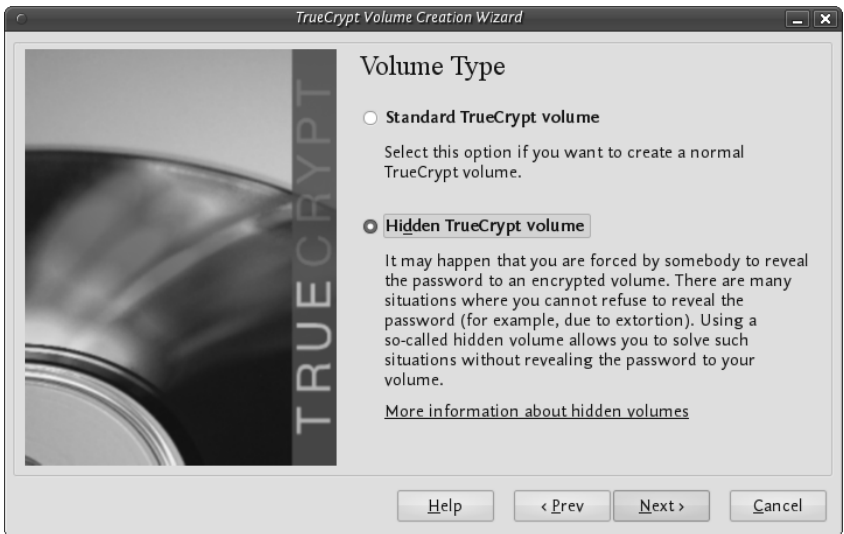 TrueCrypt Volume Creation Wizard
TRUECRYPT
Volume Type
Standard TrueCrypt volume
Select this option if you want to create a normal
TrueCrypt volume.
Hidden TrueCrypt volume
It may happen that you are forced by somebody to reveal
the password to an encrypted volume. There are many
situations where you cannot refuse to reveal the
password (for example, due to extortion). Using a
so-called hidden volume allows you to solve such
situations without revealing the password to your
volume.
More information about hidden volumes
Help
< Prev
Next >
Cancel